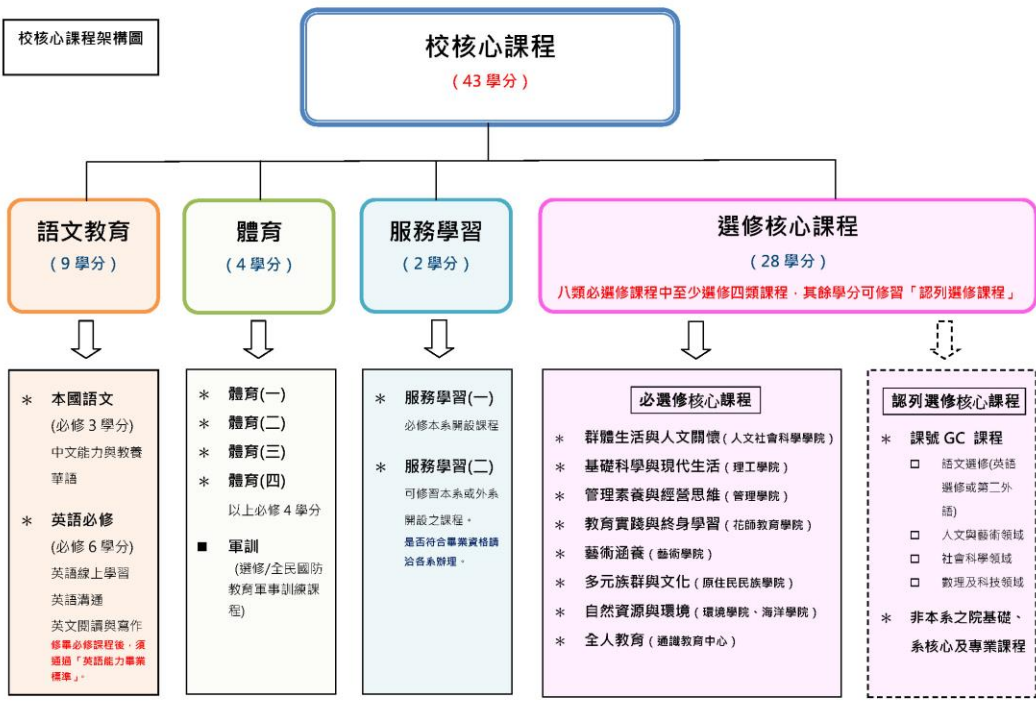 校核心課程架構圖
校核心課程
(43 學分)
語文教育
(9 學分)
體育
(4 學分)
服務學習
(2 學分)
選修核心課程
(28 學分)
八類必選修課程中至少選修四類課程，其餘學分可修習「認列選修課程」
＊ 本國語文
(必修 3 學分)
中文能力與教養
華語
＊ 英語必修
(必修 6 學分)
英語線上學習
英語溝通
英文閱讀與寫作
修畢必修課程後，須
通過「英語能力畢業
標準」。
＊ 體育(一)
＊ 體育(二)
＊ 體育(三)
＊ 體育(四)
以上必修 4 學分
■ 軍訓
(選修/全民國防
教育軍事訓練課
程)
＊ 服務學習(一)
必修本系開設課程
＊ 服務學習(二)
可修習本系或外系
開設之課程。
是否符合畢業資格請
洽各系辦理。
必選修核心課程
＊ 群體生活與人文關懷(人文社會科學學院)
＊ 基礎科學與現代生活(理工學院)
＊ 管理素養與經營思維(管理學院)
＊ 教育實踐與終身學習(花師教育學院)
＊ 藝術涵養(藝術學院)
＊ 多元族群與文化(原住民民族學院)
＊ 自然資源與環境(環境學院、海洋學院)
＊ 全人教育(通識教育中心)
認列選修核心課程
＊ 課號 GC 課程
□ 語文選修(英語
選修或第二外
語)
□ 人文與藝術領域
□ 社會科學領域
□ 數理及科技領域
＊ 非本系之院基礎、
系核心及專業課程